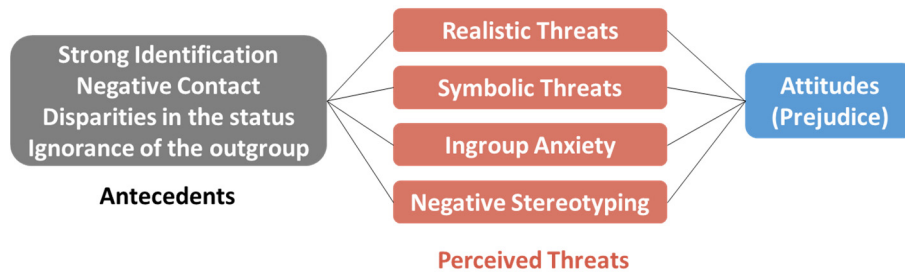 Strong Identification
Negative Contact
Disparities in the status
Ignorance of the outgroup
Antecedents
Realistic Threats
Symbolic Threats
Ingroup Anxiety
Negative Stereotyping
Perceived Threats
Attitudes
(Prejudice)